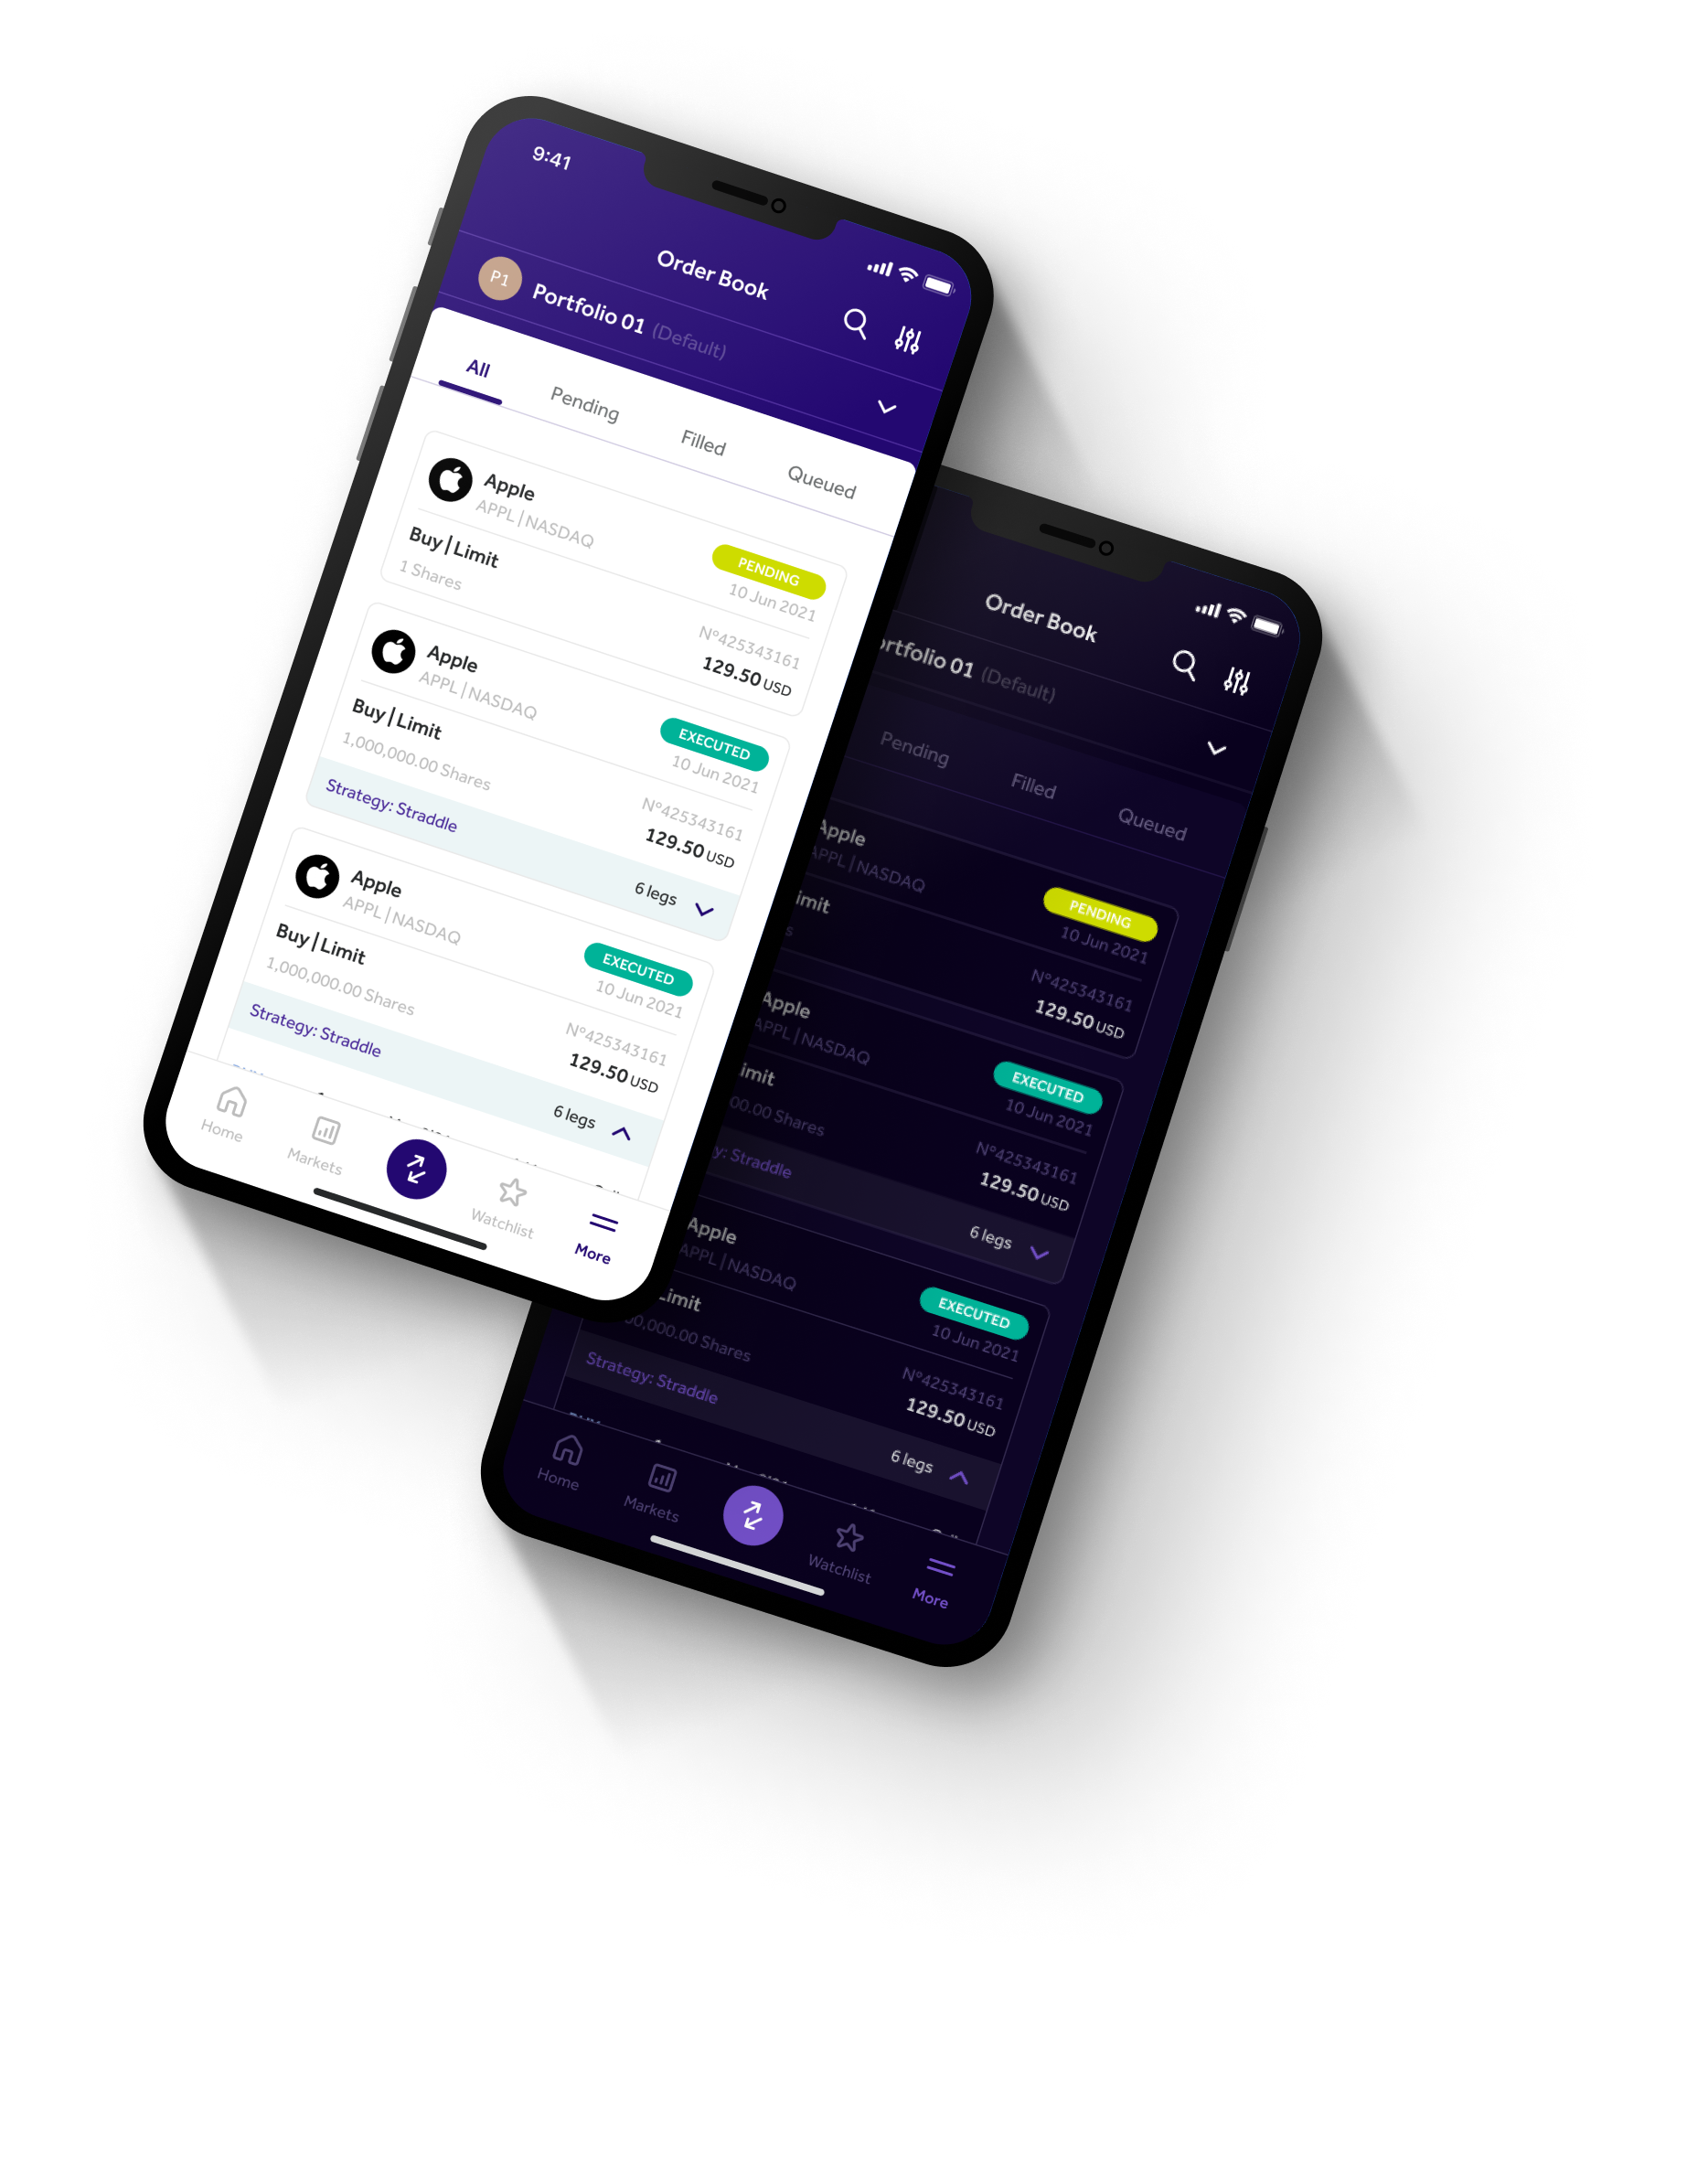 9:41
Order Book
P1 Portfolio 01 (Default)
All Pending Filled Queued
Apple
APPL | NASDAQ
PENDING
10 Jun 2021
Buy | Limit
1 Shares
N°425343161
129.50 USD
Apple
APPL | NASDAQ
EXECUTED
10 Jun 2021
Buy | Limit
1,000,000.00 Shares
N°425343161
129.50 USD
Strategy: Straddle
6 legs
Apple
APPL | NASDAQ
EXECUTED
10 Jun 2021
Buy | Limit
1,000,000.00 Shares
N°425343161
129.50 USD
Strategy: Straddle
6 legs
Home
Markets
Watchlist
More
Order Book
ortfolio 01 (Default)
Pending Filled Queued
Apple
APPL | NASDAQ
PENDING
10 Jun 2021
imit
s
N°425343161
129.50 USD
Apple
APPL | NASDAQ
EXECUTED
10 Jun 2021
imit
00.00 Shares
N°425343161
129.50 USD
y: Straddle
6 legs
Apple
APPL | NASDAQ
EXECUTED
10 Jun 2021
Limit
00,000.00 Shares
N°425343161
129.50 USD
Strategy: Straddle
6 legs
Home
Markets
Watchlist
More